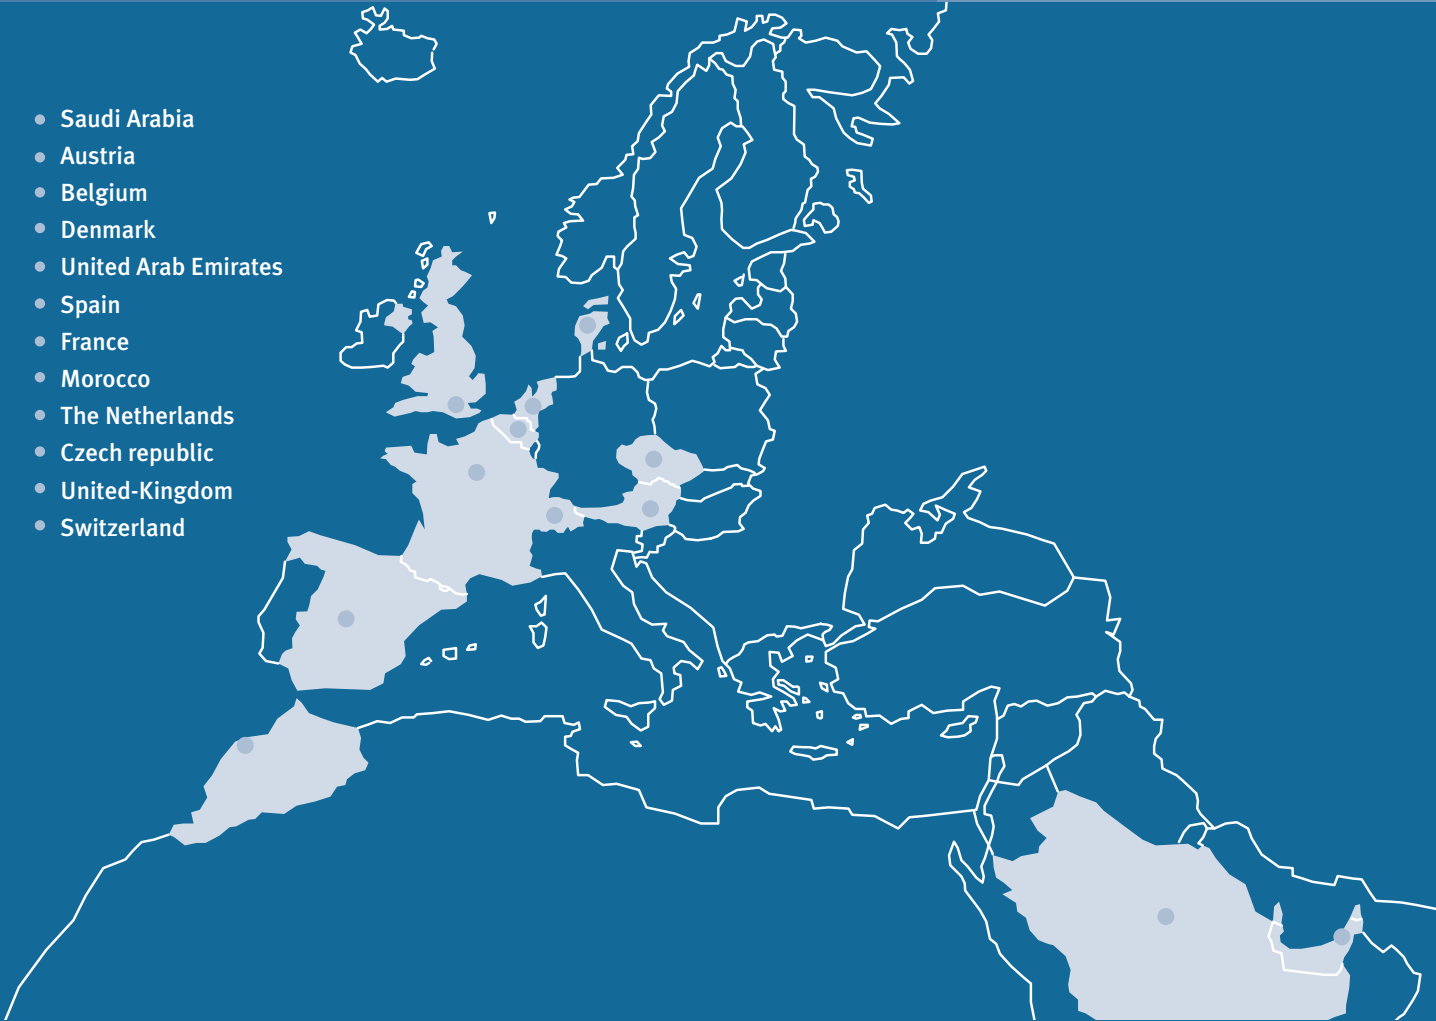 Saudi Arabia
Austria
Belgium
Denmark
United Arab Emirates
Spain
France
Morocco
The Netherlands
Czech republic
United-Kingdom
Switzerland